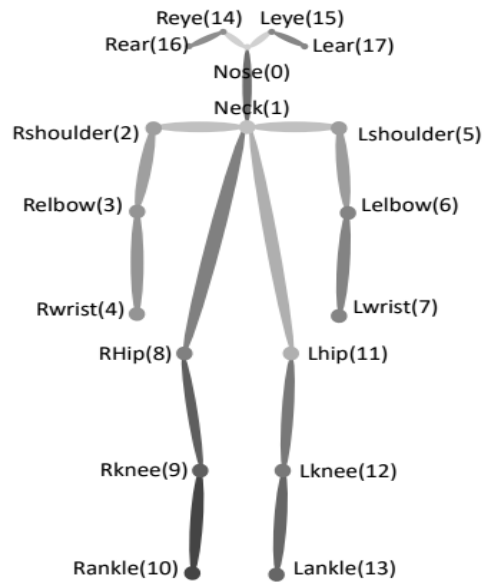 Reye(14) Leye(15)
Rear(16) Lear(17)
Nose(0)
Neck(1)
Rshoulder(2) Lshoulder(5)
Relbow(3) Lelbow(6)
Rwrist(4) Lwrist(7)
RHip(8) Lhip(11)
Rknee(9) Lknee(12)
Rankle(10) Lankle(13)